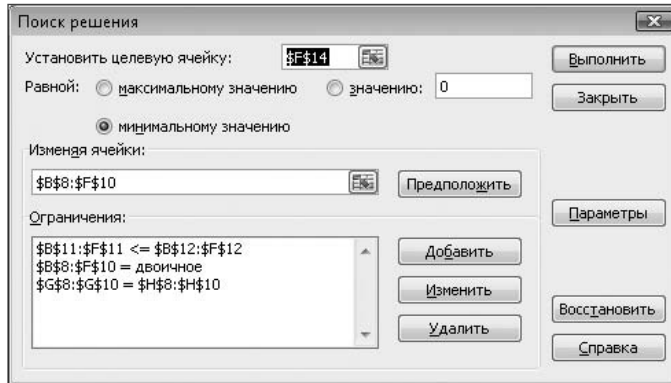 Поиск решения
Установить целевую ячейку: $F$14
Выполнить
Равной: максимальному значению значению: 0
Закрыть
минимальному значению
Изменяя ячейки:
$B$8:$F$10
Предположить
Ограничения:
Параметры
$B$11:$F$11 <= $B$12:$F$12
$B$8:$F$10 = двоичное
$G$8:$G$10 = $H$8:$H$10
Добавить
Изменить
Удалить
Восстановить
Справка